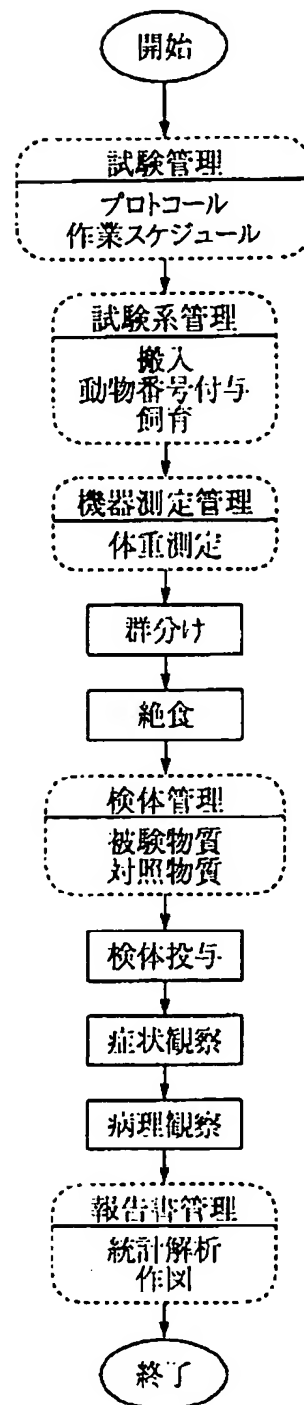 開始
試験管理
プロトコール
作業スケジュール
試験系管理
搬入
動物番号付与
飼育
機器測定管理
体重測定
群分け
絶食
検体管理
被験物質
対照物質
検体投与
症状観察
病理観察
報告書管理
統計解析
作図
終了